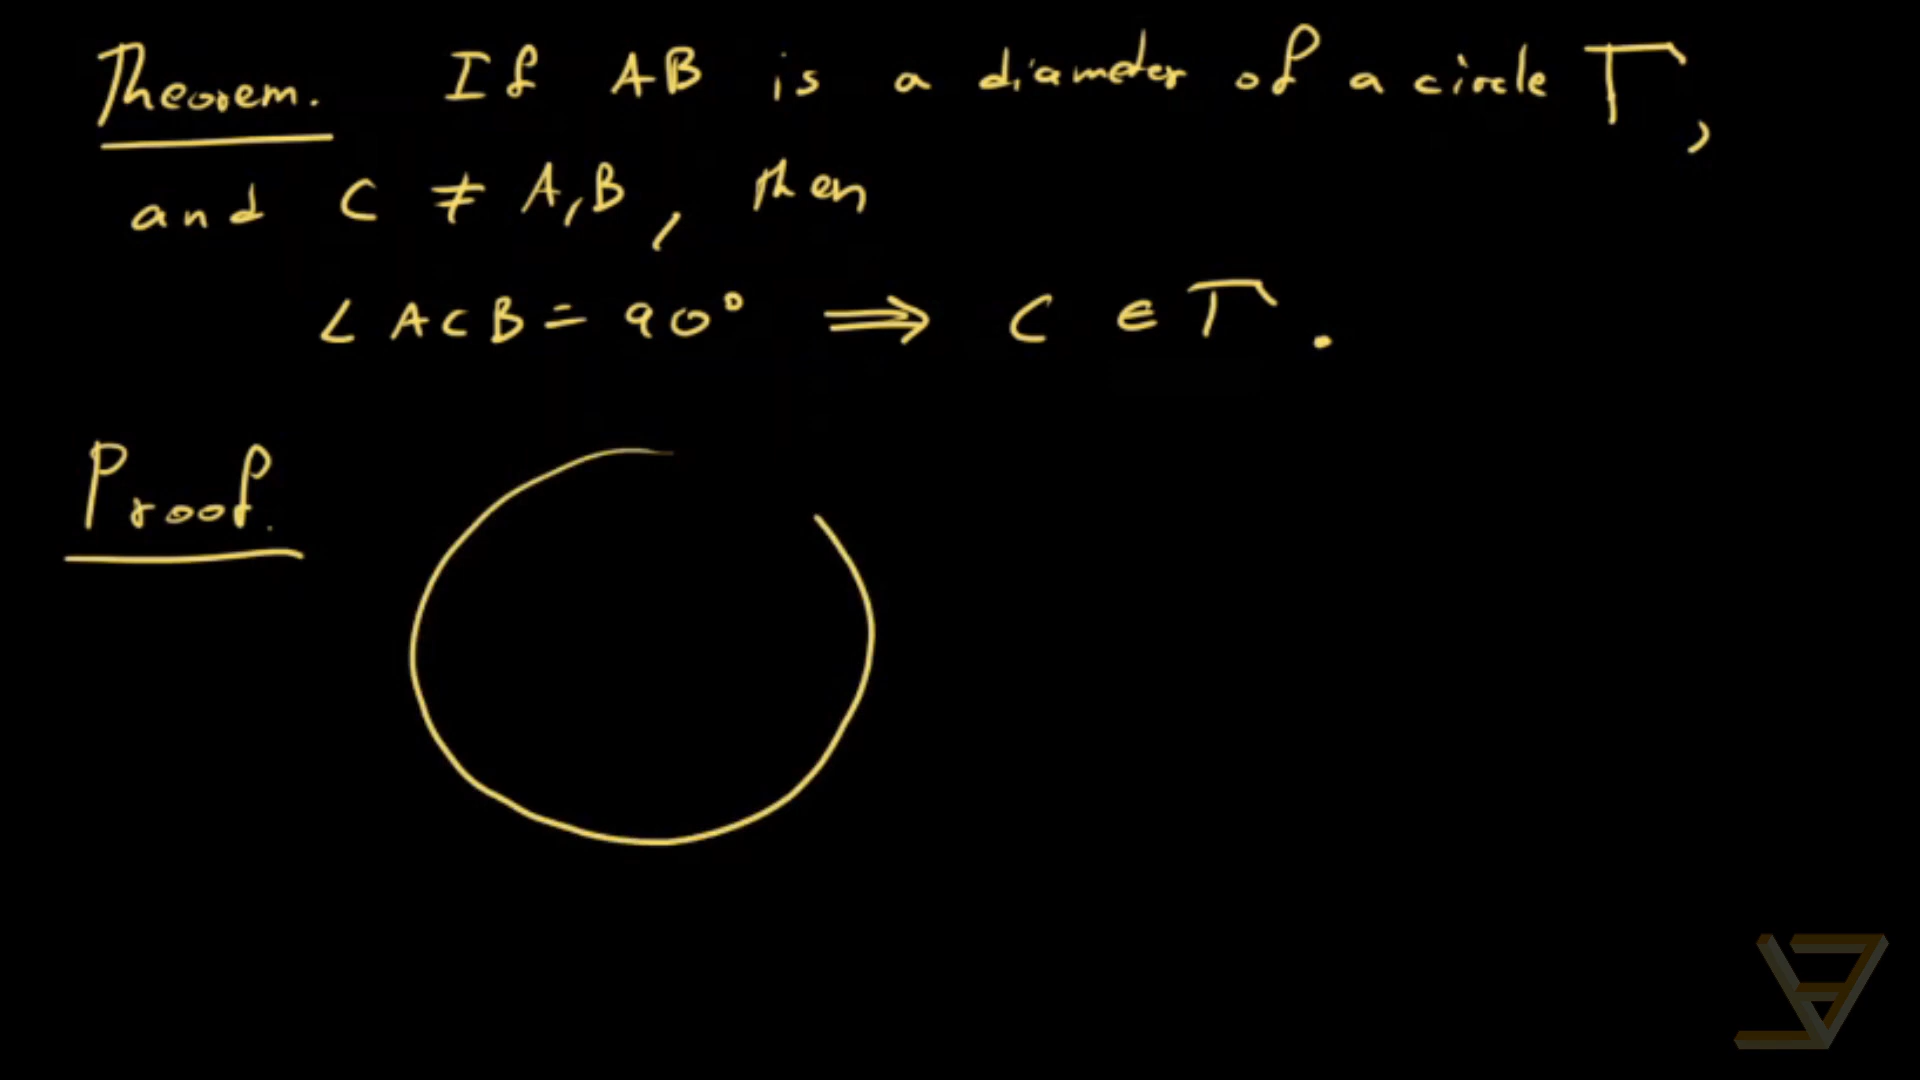 Theorem. If AB is a diameter of a circle Γ,
and C ≠ A,B, then
∠ACB = 90° ⟹ C ∈ Γ.
Proof.